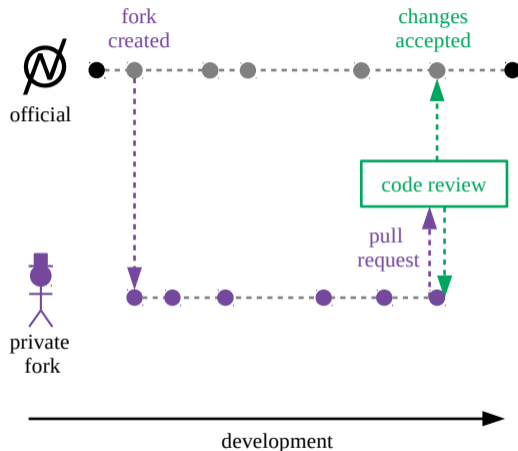 fork
created
changes
accepted
official
code review
pull
request
private
fork
development